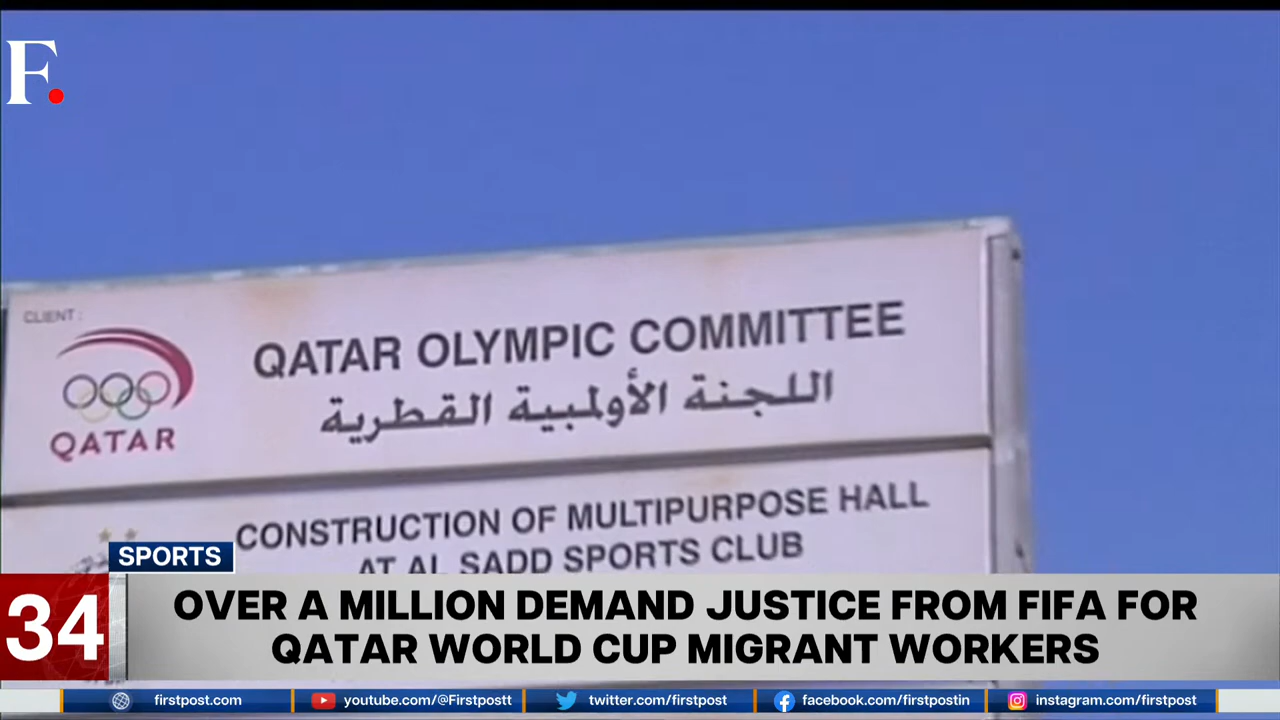 F.
CLIENT :
QATAR
QATAR OLYMPIC COMMITTEE
اللجنة الأولمبية القطرية
CONSTRUCTION OF MULTIPURPOSE HALL
AT AL SADD SPORTS CLUB
SPORTS
34
OVER A MILLION DEMAND JUSTICE FROM FIFA FOR
QATAR WORLD CUP MIGRANT WORKERS
firstpost.com
youtube.com/@Firstpostt
twitter.com/firstpost
facebook.com/firstpostin
instagram.com/firstpost